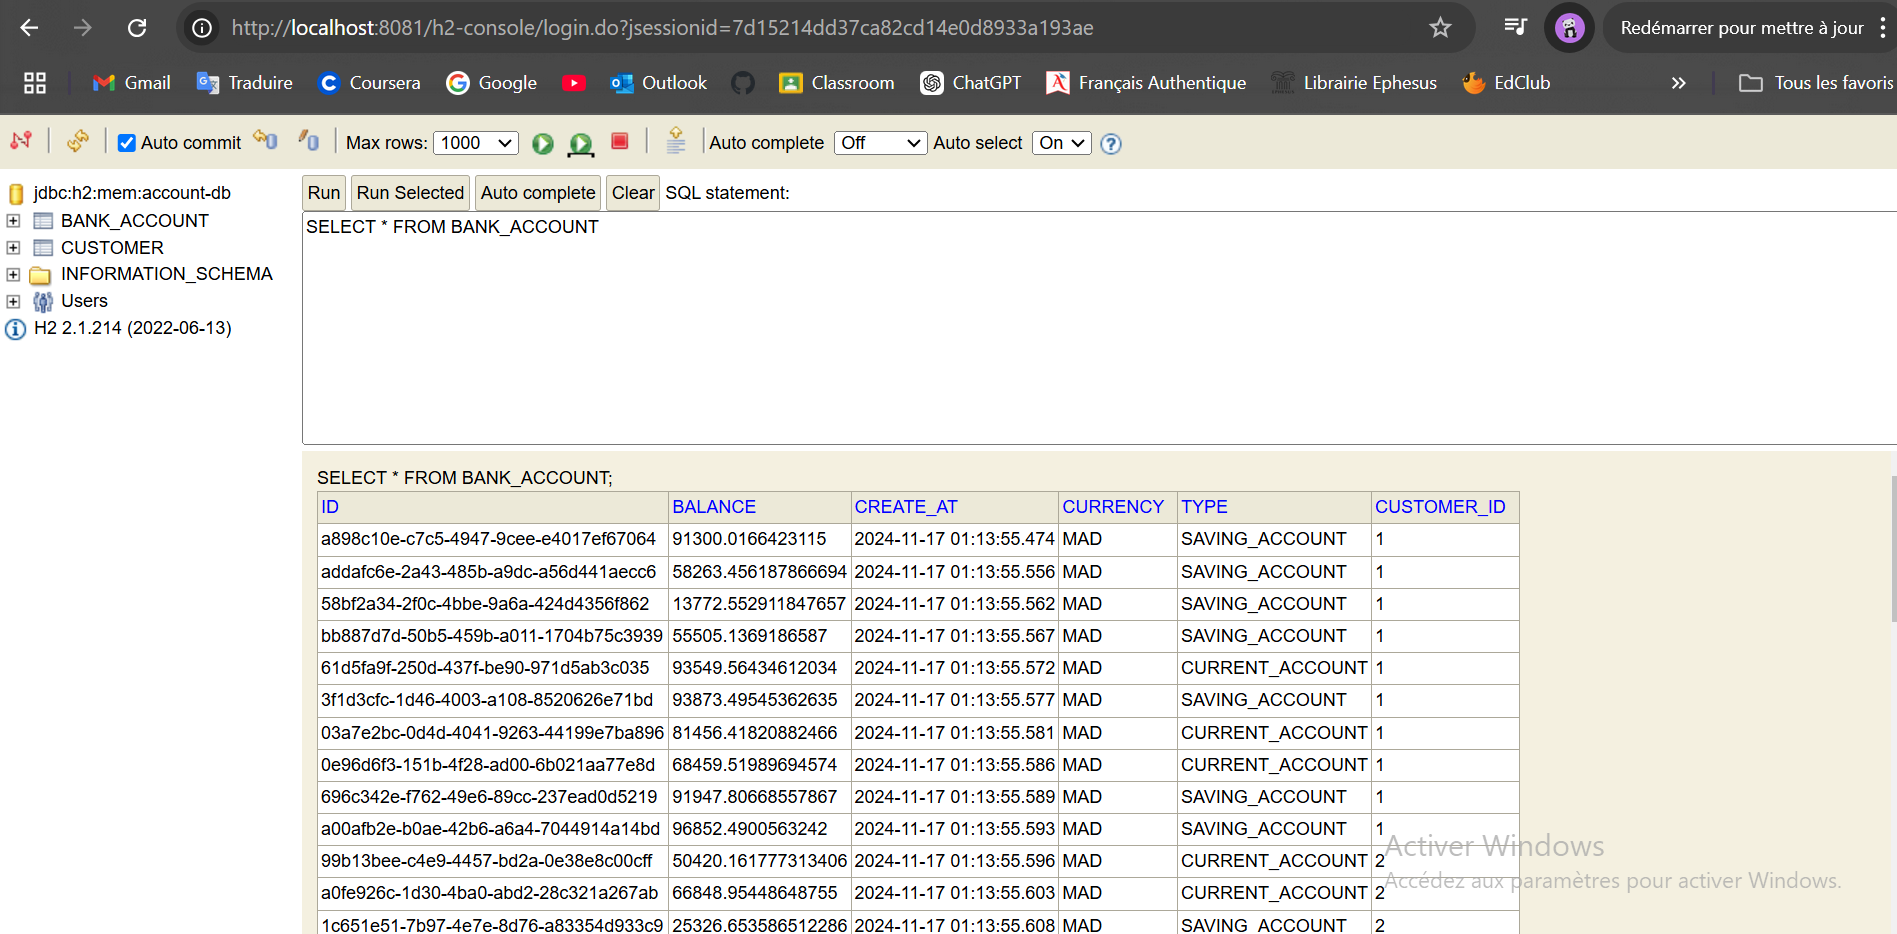 http://localhost:8081/h2-console/login.do?jsessionid=7d15214dd37ca82cd14e0d8933a193ae Redémarrer pour mettre à jour
Gmail Traduire Coursera Google Outlook Classroom ChatGPT Français Authentique Librairie Ephesus EdClub » Tous les favoris
Auto commit Max rows: 1000 Auto complete Off Auto select On
jdbc:h2:mem:account-db
BANK_ACCOUNT
CUSTOMER
INFORMATION_SCHEMA
Users
H2 2.1.214 (2022-06-13)
Run Run Selected Auto complete Clear SQL statement:
SELECT * FROM BANK_ACCOUNT
SELECT * FROM BANK_ACCOUNT;
ID BALANCE CREATE_AT CURRENCY TYPE CUSTOMER_ID
a898c10e-c7c5-4947-9cee-e4017ef67064 91300.0166423115 2024-11-17 01:13:55.474 MAD SAVING_ACCOUNT 1
addafc6e-2a43-485b-a9dc-a56d441aecc6 58263.456187866694 2024-11-17 01:13:55.556 MAD SAVING_ACCOUNT 1
58bf2a34-2f0c-4bbe-9a6a-424d4356f862 13772.552911847657 2024-11-17 01:13:55.562 MAD SAVING_ACCOUNT 1
bb887d7d-50b5-459b-a011-1704b75c3939 55505.1369186587 2024-11-17 01:13:55.567 MAD SAVING_ACCOUNT 1
61d5fa9f-250d-437f-be90-971d5ab3c035 93549.56434612034 2024-11-17 01:13:55.572 MAD CURRENT_ACCOUNT 1
3f1d3cfc-1d46-4003-a108-8520626e71bd 93873.49545362635 2024-11-17 01:13:55.577 MAD SAVING_ACCOUNT 1
03a7e2bc-0d4d-4041-9263-44199e7ba896 81456.41820882466 2024-11-17 01:13:55.581 MAD CURRENT_ACCOUNT 1
0e96d6f3-151b-4f28-ad00-6b021aa77e8d 68459.51989694574 2024-11-17 01:13:55.586 MAD CURRENT_ACCOUNT 1
696c342e-f762-49e6-89cc-237ead0d5219 91947.80668557867 2024-11-17 01:13:55.589 MAD SAVING_ACCOUNT 1
a00afb2e-b0ae-42b6-a6a4-7044914a14bd 96852.4900563242 2024-11-17 01:13:55.593 MAD SAVING_ACCOUNT 1
99b13bee-c4e9-4457-bd2a-0e38e8c00cff 50420.161777313406 2024-11-17 01:13:55.596 MAD CURRENT_ACCOUNT 2
a0fe926c-1d30-4ba0-abd2-28c321a267ab 66848.95448648755 2024-11-17 01:13:55.603 MAD CURRENT_ACCOUNT 2
1c651e51-7b97-4e7e-8d76-a83354d933c9 25326.653586512286 2024-11-17 01:13:55.608 MAD SAVING_ACCOUNT 2
Activer Windows
Accédez aux paramètres pour activer Windows.